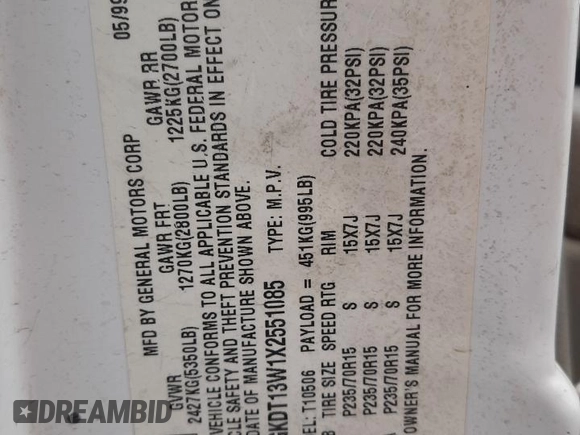 MFD BY GENERAL MOTORS CORP 05/99
GVWR GAWR FRT GAWR RR
2427KG(5350LB) 1270KG(2800LB) 1225KG(2700LB)
VEHICLE CONFORMS TO ALL APPLICABLE U.S. FEDERAL MOTOR
SAFETY AND THEFT PREVENTION STANDARDS IN EFFECT ON
DATE OF MANUFACTURE SHOWN ABOVE.
GKDT13W1X2551085 TYPE: M.P.V.
EL: T10506 PAYLOAD = 451KG(995LB)
TIRE SIZE SPEED RTG RIM COLD TIRE PRESSUR
P235/70R15 S 15X7J 220KPA(32PSI)
P235/70R15 S 15X7J 220KPA(32PSI)
P235/70R15 S 15X7J 240KPA(35PSI)
OWNER'S MANUAL FOR MORE INFORMATION.
DREAMBID